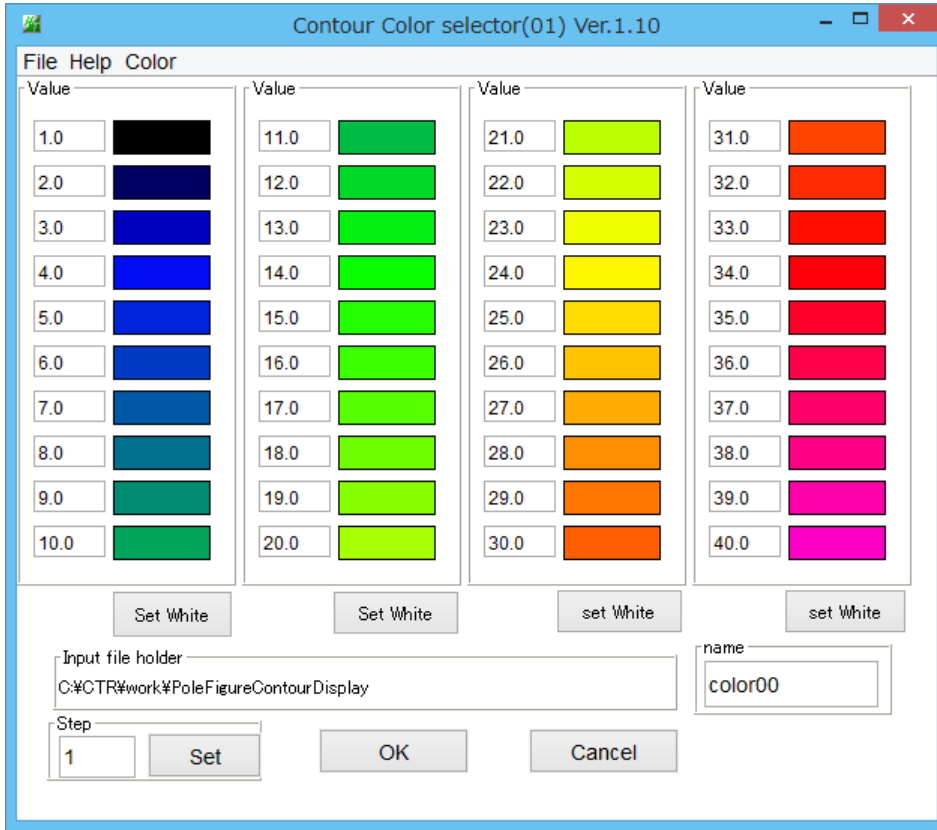 Contour Color selector(01) Ver.1.10
File Help Color
Value Value Value Value
1.0 11.0 21.0 31.0
2.0 12.0 22.0 32.0
3.0 13.0 23.0 33.0
4.0 14.0 24.0 34.0
5.0 15.0 25.0 35.0
6.0 16.0 26.0 36.0
7.0 17.0 27.0 37.0
8.0 18.0 28.0 38.0
9.0 19.0 29.0 39.0
10.0 20.0 30.0 40.0
Set White Set White set White set White
Input file holder name
C:¥CTR¥work¥PoleFigureContourDisplay color00
Step
1 Set OK Cancel